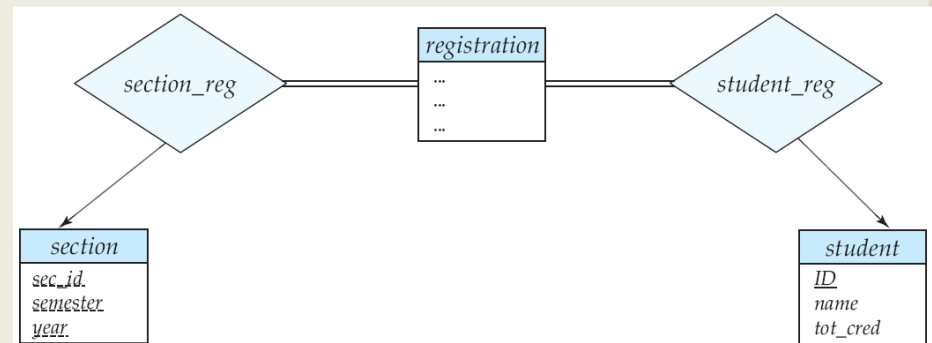 section_reg
registration
...
...
...
student_reg
section
sec_id
semester
year
student
ID
name
tot_cred